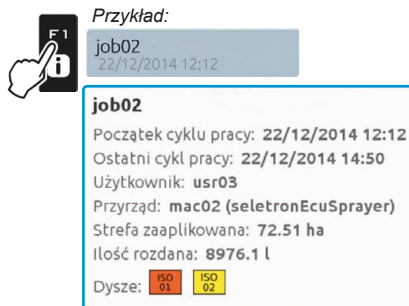 Przykład:
F1
job02
22/12/2014 12:12
job02
Początek cyklu pracy: 22/12/2014 12:12
Ostatni cykl pracy: 22/12/2014 14:50
Użytkownik: usr03
Przyrząd: mac02 (seletronEcuSprayer)
Strefa zaaplikowana: 72.51 ha
Ilość rozdana: 8976.1 l
Dysze: ISO 01 ISO 02